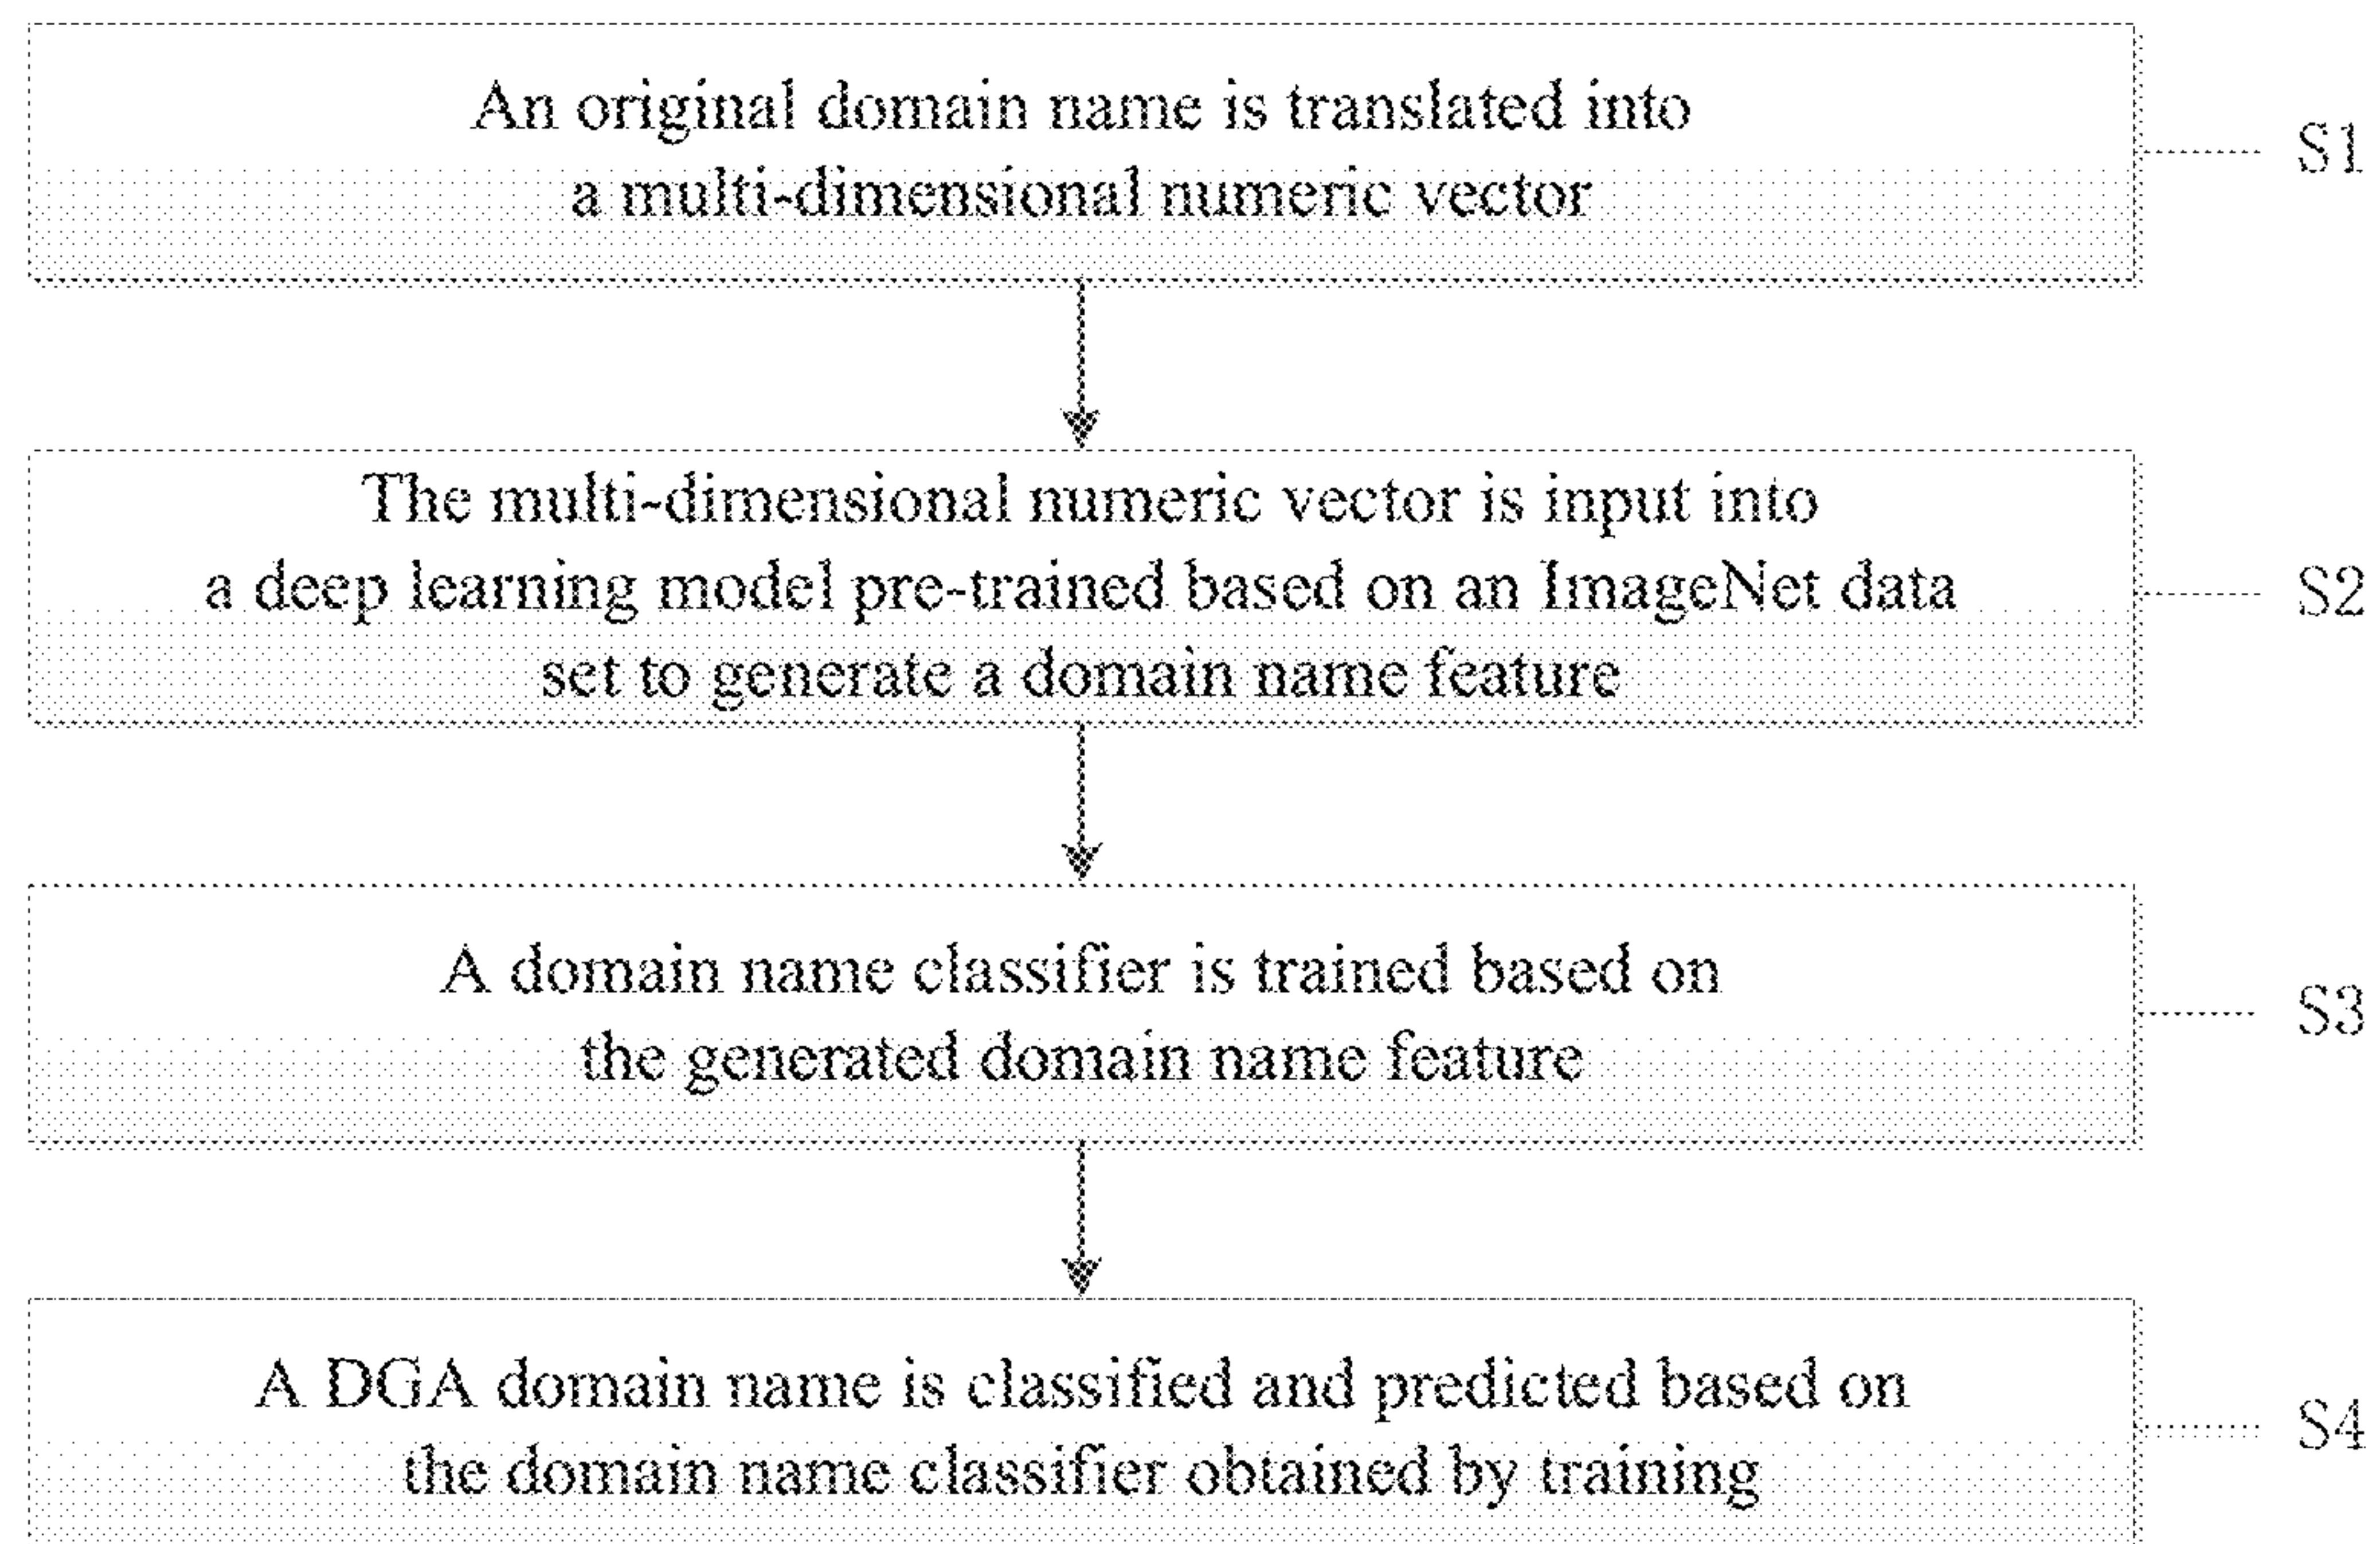 An original domain name is translated into
a multi-dimensional numeric vector
S1
The multi-dimensional numeric vector is input into
a deep learning model pre-trained based on an ImageNet data
set to generate a domain name feature
S2
A domain name classifier is trained based on
the generated domain name feature
S3
A DGA domain name is classified and predicted based on
the domain name classifier obtained by training
S4